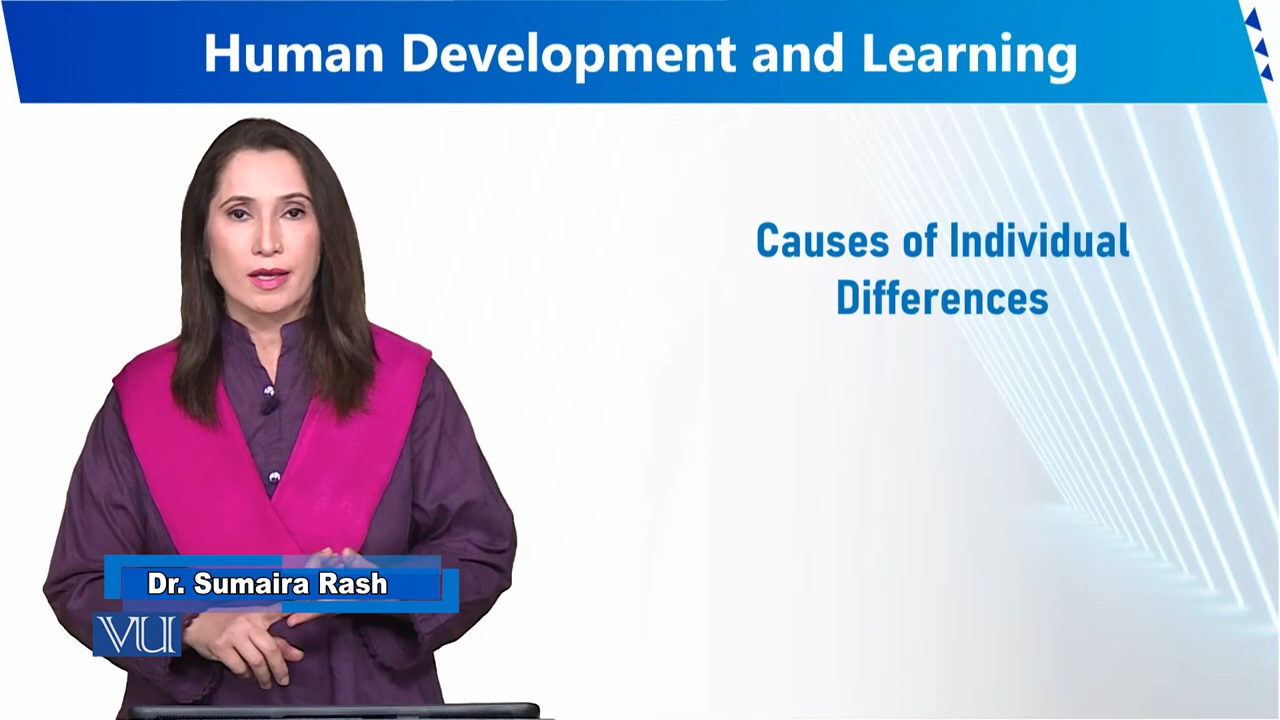 Human Development and Learning
Causes of Individual
Differences
Dr. Sumaira Rash
VU